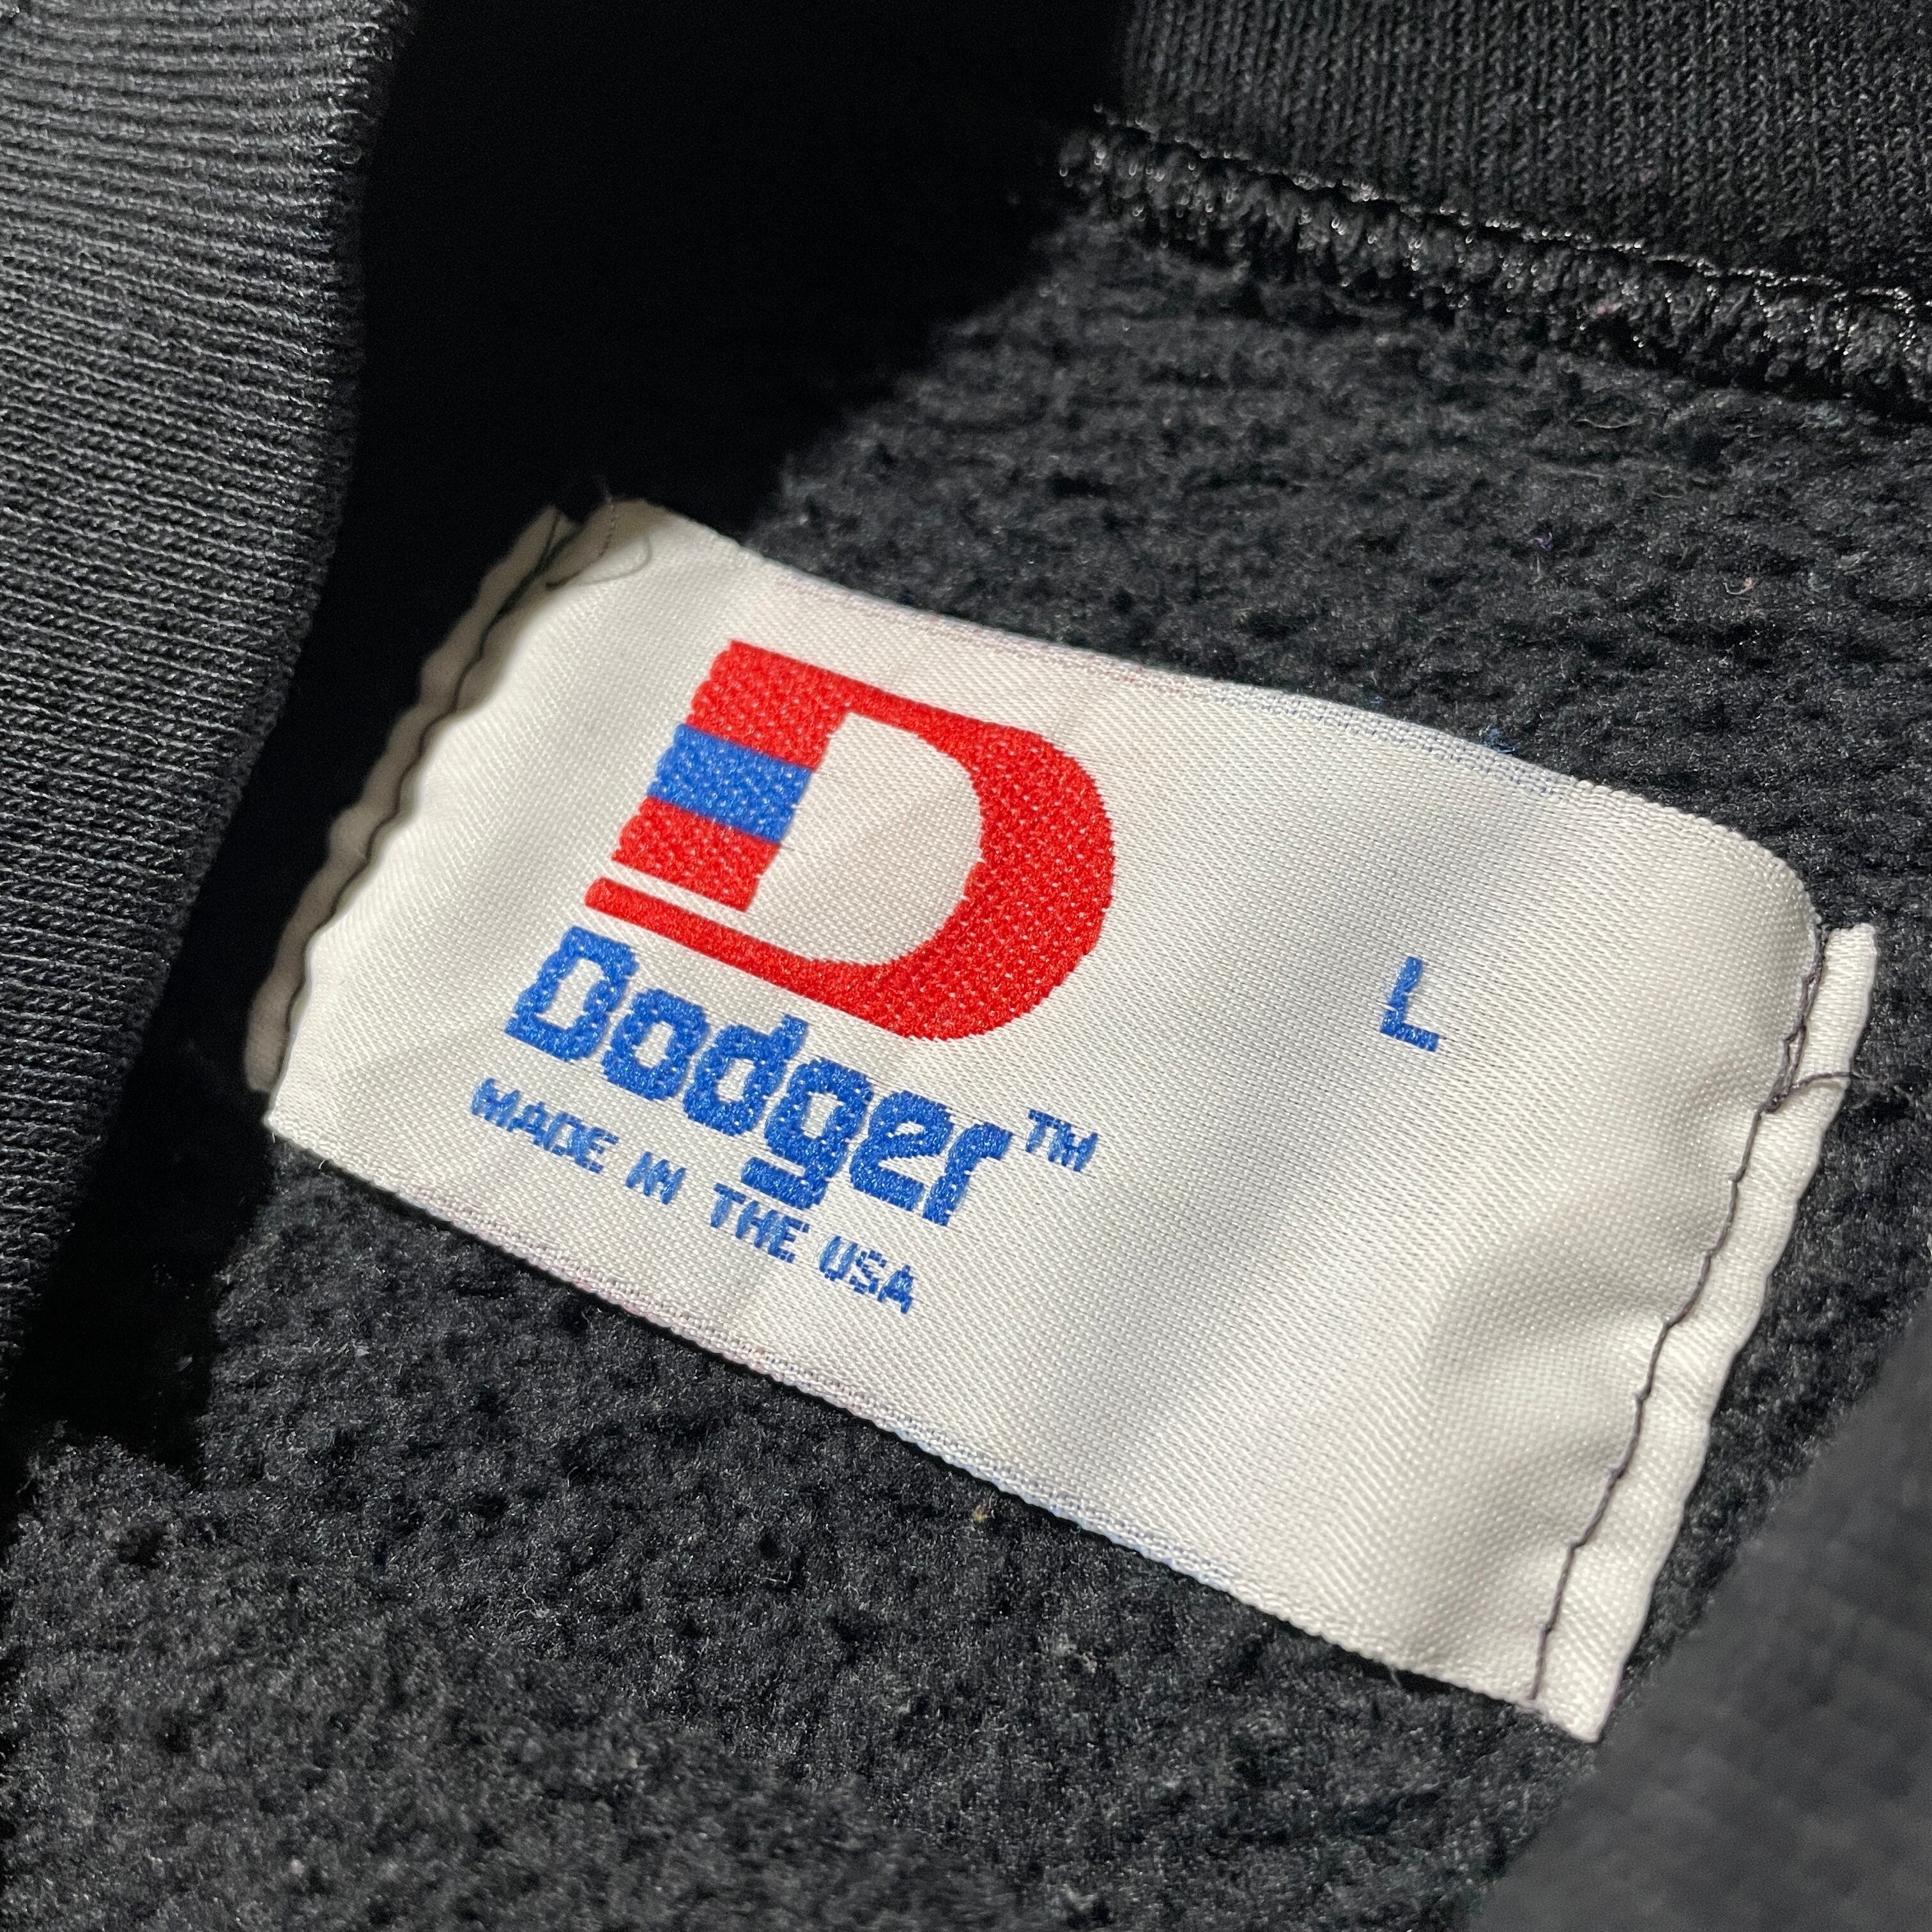 D
Dodger™
MADE IN THE USA
L